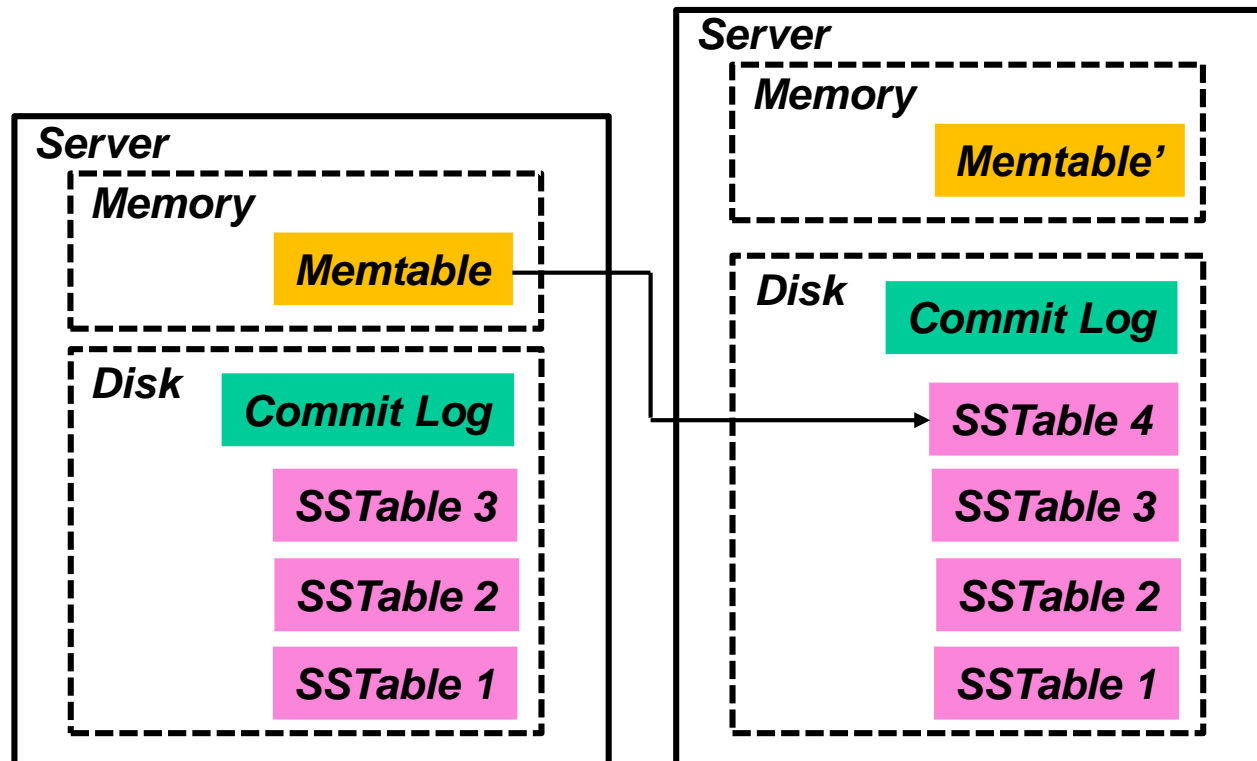 Server
Memory
Memtable
Disk
Commit Log
SSTable 3
SSTable 2
SSTable 1
Server
Memory
Memtable’
Disk
Commit Log
SSTable 4
SSTable 3
SSTable 2
SSTable 1